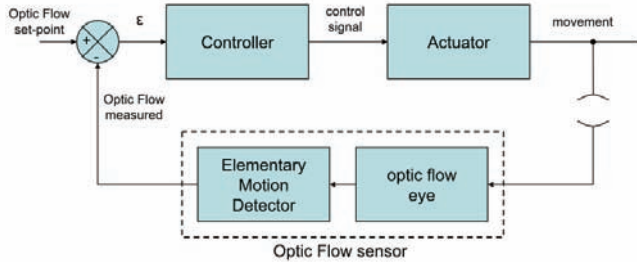 Optic Flow
set-point
+
-
ε
Controller
control
signal
Actuator
movement
Optic Flow
measured
Elementary
Motion
Detector
optic flow
eye
Optic Flow sensor